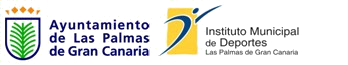 Ayuntamiento
de Las Palmas
de Gran Canaria
Instituto Municipal
de Deportes
Las Palmas de Gran Canaria